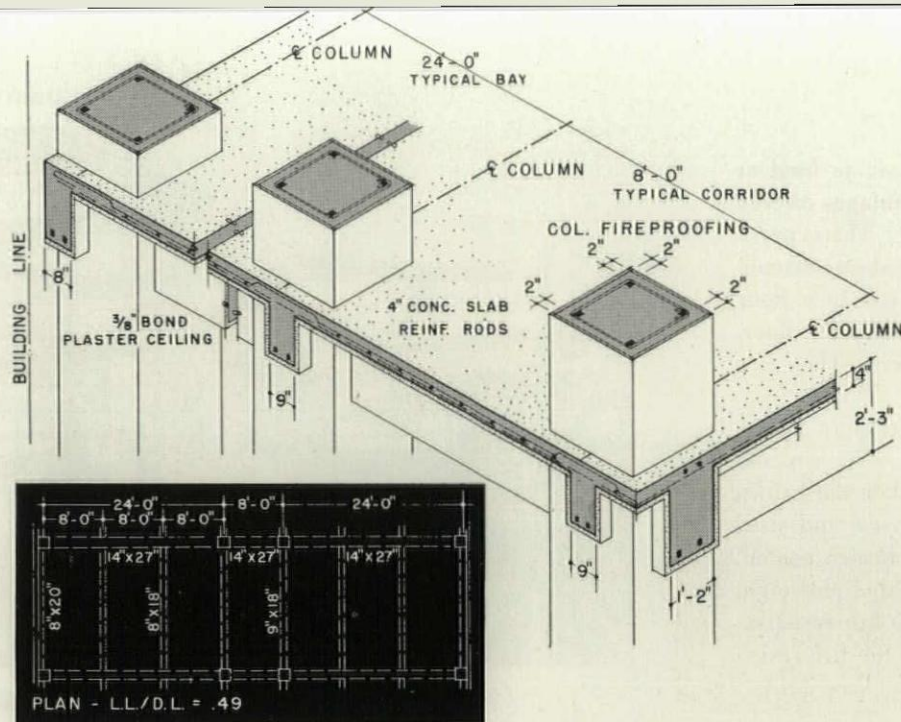 ℄ COLUMN
24'-0"
TYPICAL BAY
℄ COLUMN
8'-0"
TYPICAL CORRIDOR
COL. FIREPROOFING
2" 2"
2" 2"
8"
BUILDING LINE
3/8" BOND
PLASTER CEILING
4" CONC. SLAB
REINF. RODS
℄ COLUMN
4"
2'-3"
9"
9"
1'-2"
24'-0" 8'-0" 24'-0"
8'-0" 8'-0" 8'-0"
14"X27" 14"X27" 14"X27"
8"X20" 8"X18" 9"X18"
PLAN - L.L./D.L. = .49